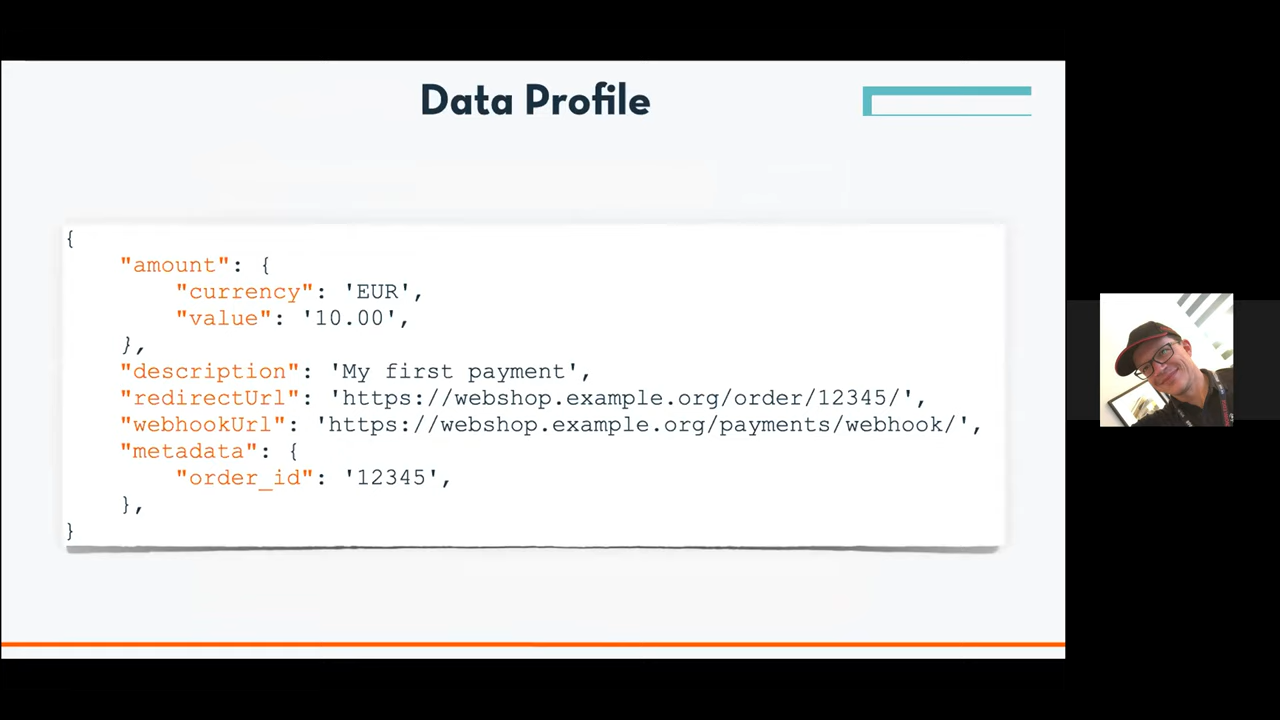 Data Profile
{
"amount": {
"currency": 'EUR',
"value": '10.00',
},
"description": 'My first payment',
"redirectUrl": 'https://webshop.example.org/order/12345/',
"webhookUrl": 'https://webshop.example.org/payments/webhook/',
"metadata": {
"order_id": '12345',
},
}